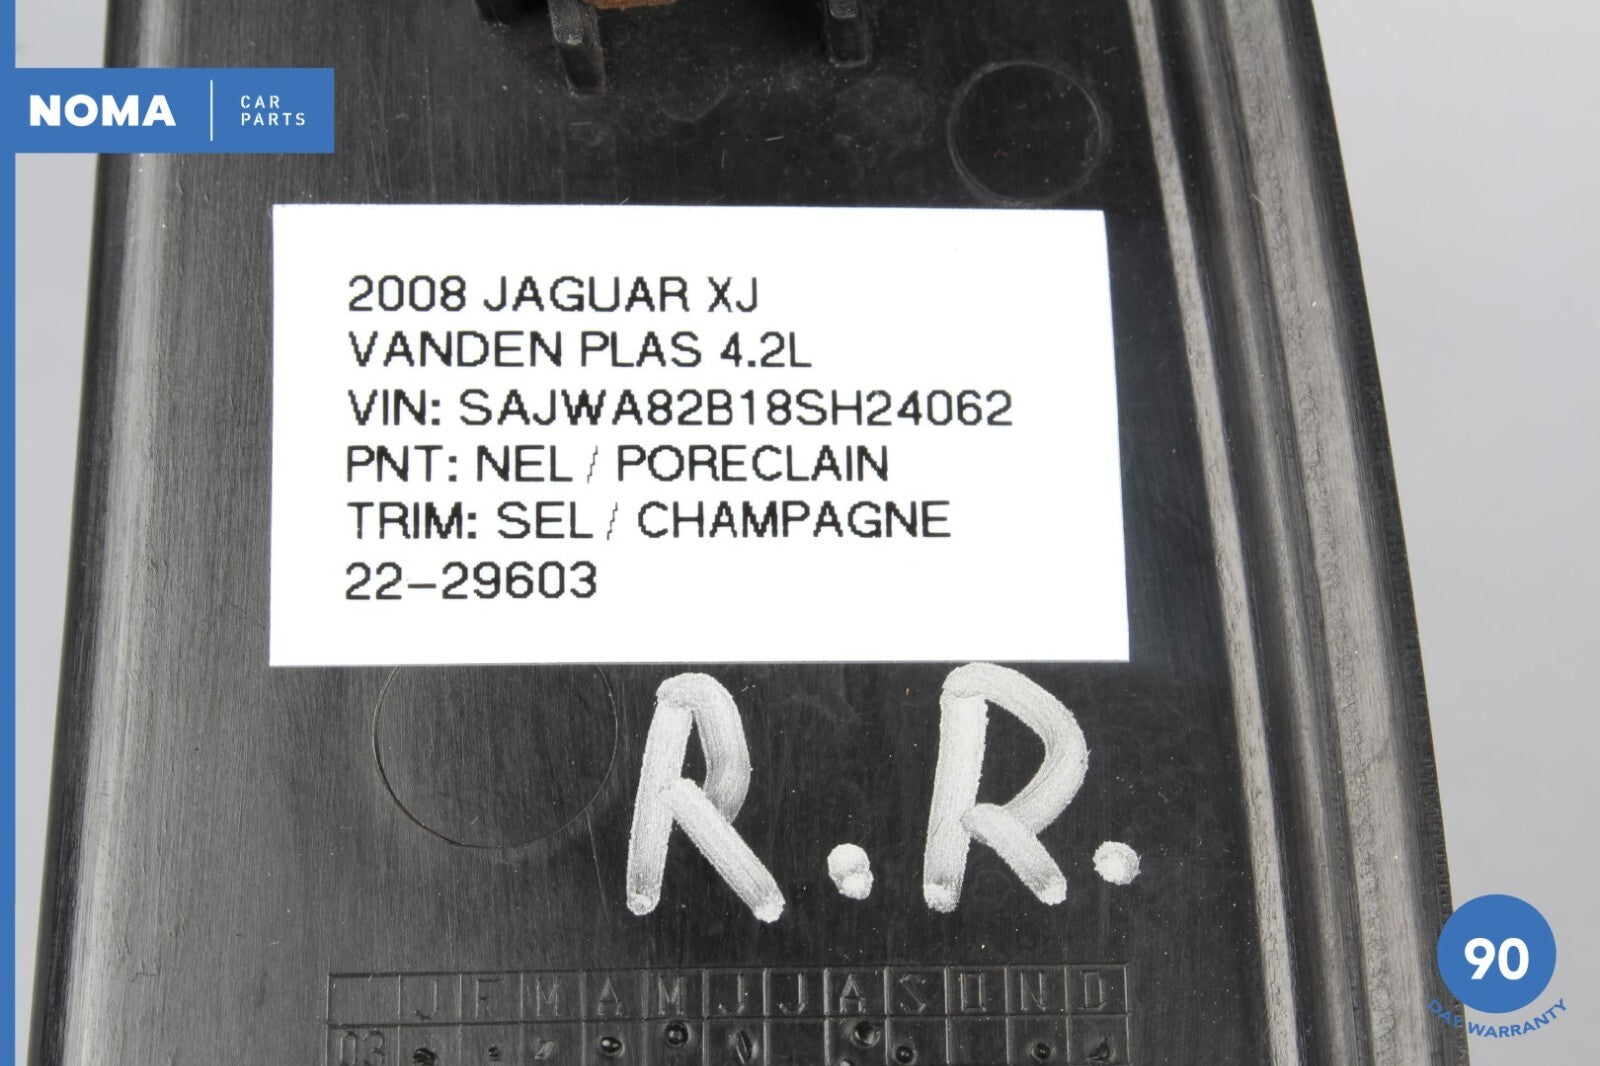 NOMA
CAR
PARTS
2008 JAGUAR XJ
VANDEN PLAS 4.2L
VIN: SAJWA82B18SH24062
PNT: NEL / PORECLAIN
TRIM: SEL / CHAMPAGNE
22-29603
R.R.
J F M A M J J A S O N D
03
90
DAY WARRANTY